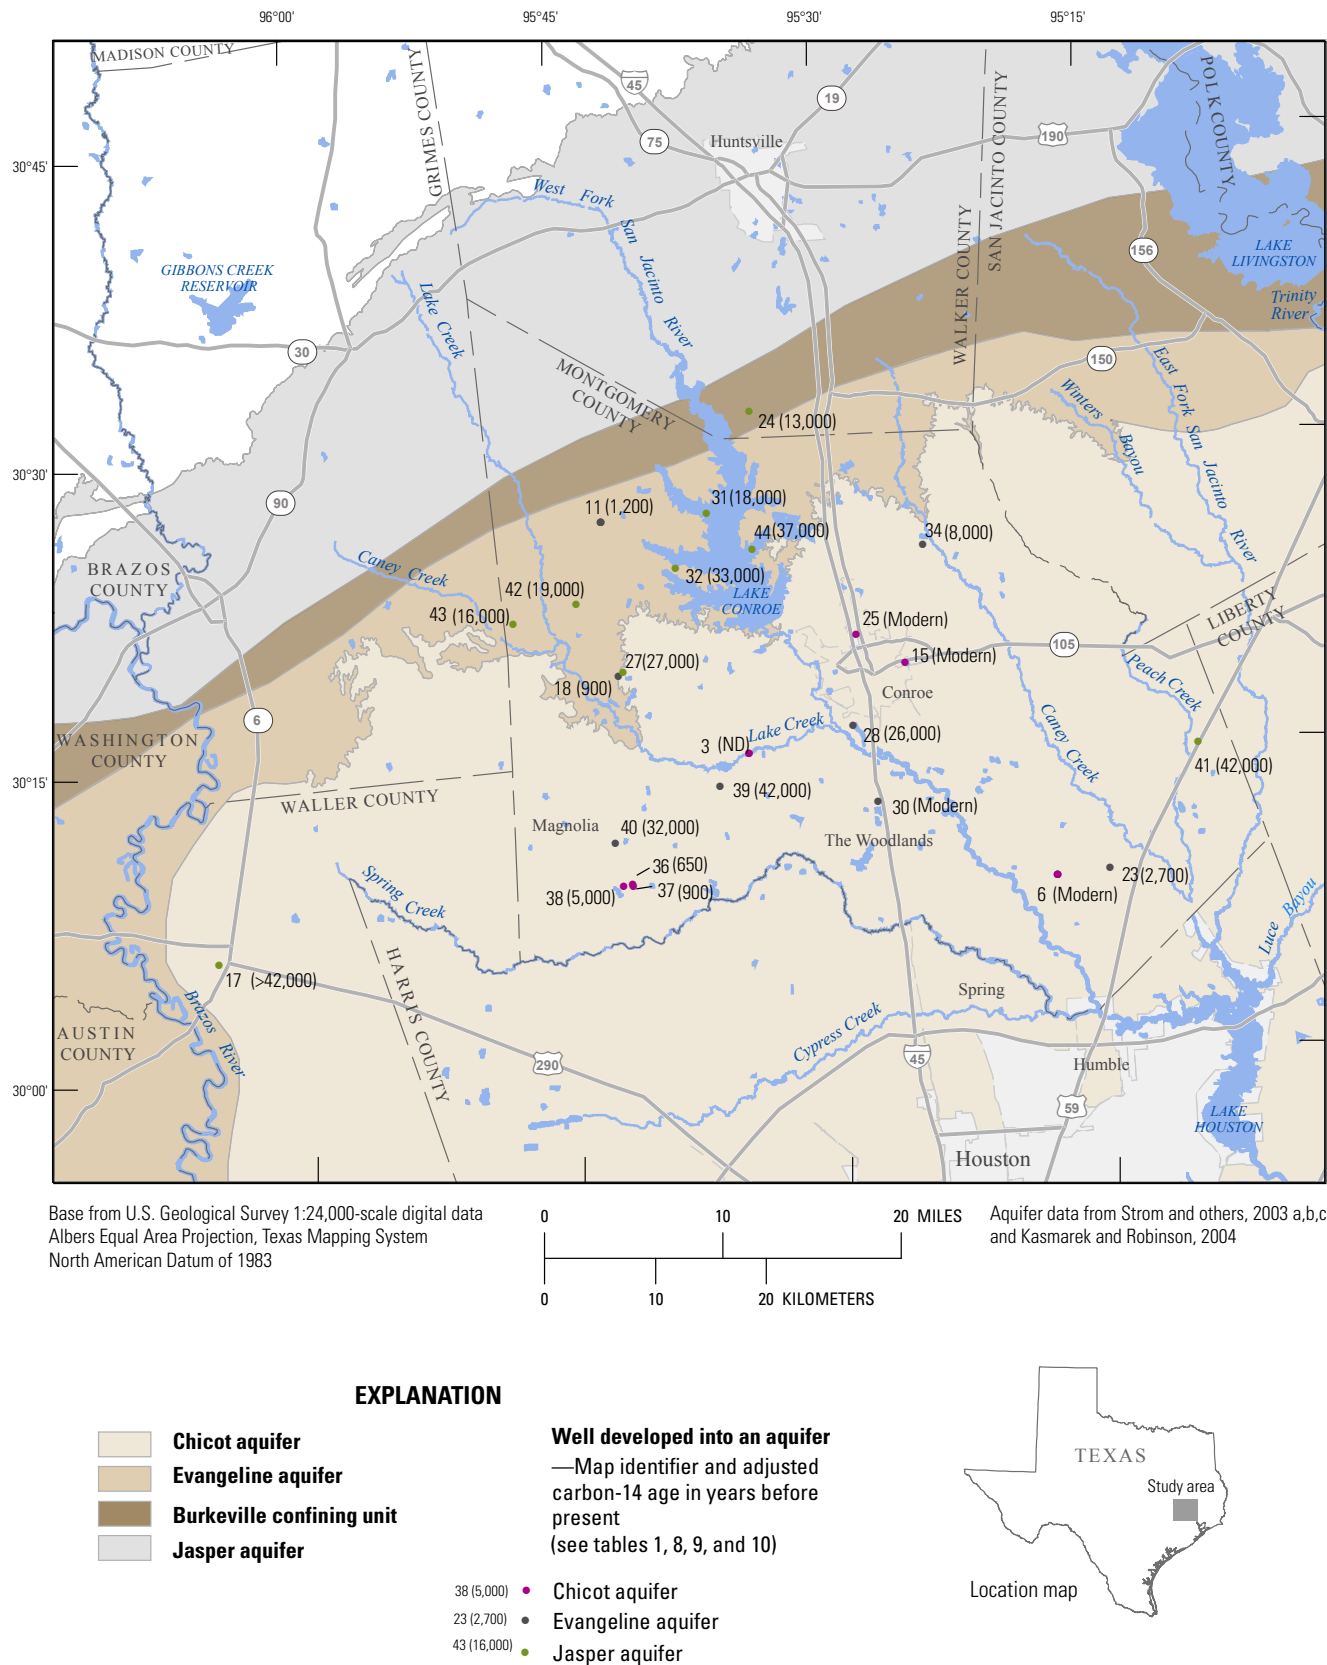 96°00'
95°45'
95°30'
95°15'
30°45'
30°30'
30°15'
30°00'
MADISON COUNTY
GRIMES COUNTY
45
19
75
Huntsville
190
SAN JACINTO COUNTY
WALKER COUNTY
POLK COUNTY
156
LAKE
LIVINGSTON
Trinity
River
West Fork San Jacinto River
GIBBONS CREEK
RESERVOIR
Lake Creek
30
MONTGOMERY
COUNTY
150
East Fork San Jacinto River
Winters Bayou
24 (13,000)
90
11 (1,200)
31 (18,000)
44 (37,000)
34 (8,000)
32 (33,000)
LAKE
CONROE
BRAZOS
COUNTY
Caney Creek
42 (19,000)
43 (16,000)
25 (Modern)
15 (Modern)
105
LIBERTY
COUNTY
27 (27,000)
18 (900)
Conroe
Peach Creek
6
WASHINGTON
COUNTY
3 (ND)
Lake Creek
28 (26,000)
Caney Creek
41 (42,000)
39 (42,000)
30 (Modern)
WALLER COUNTY
Magnolia
40 (32,000)
The Woodlands
36 (650)
37 (900)
38 (5,000)
Spring Creek
23 (2,700)
6 (Modern)
Luce Bayou
HARRIS COUNTY
17 (>42,000)
Brazos River
AUSTIN
COUNTY
Spring
Cypress Creek
290
45
Humble
59
LAKE
HOUSTON
Houston
Base from U.S. Geological Survey 1:24,000-scale digital data
Albers Equal Area Projection, Texas Mapping System
North American Datum of 1983
0 10 20 MILES
0 10 20 KILOMETERS
Aquifer data from Strom and others, 2003 a,b,c
and Kasmarek and Robinson, 2004
EXPLANATION
Chicot aquifer
Evangeline aquifer
Burkeville confining unit
Jasper aquifer
Well developed into an aquifer
—Map identifier and adjusted
carbon-14 age in years before
present
(see tables 1, 8, 9, and 10)
38 (5,000) Chicot aquifer
23 (2,700) Evangeline aquifer
43 (16,000) Jasper aquifer
TEXAS
Study area
Location map